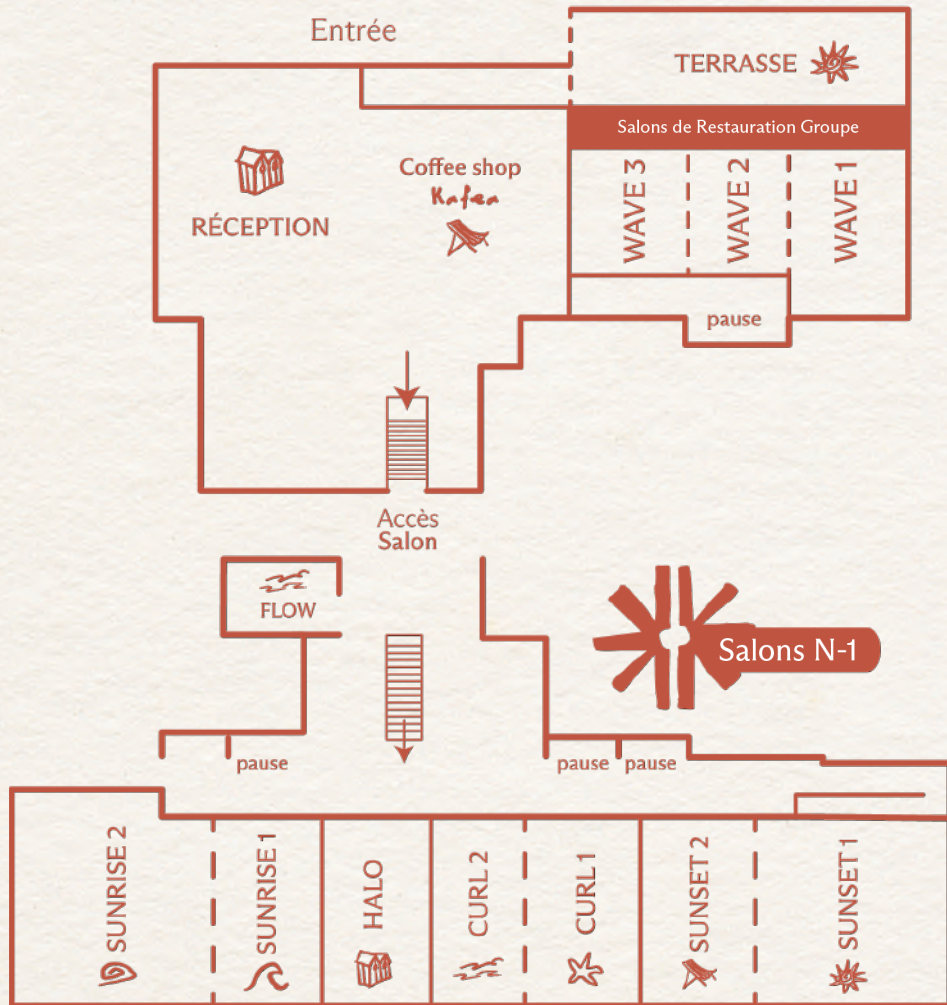 Entrée
TERRASSE
Salons de Restauration Groupe
RÉCEPTION
Coffee shop
Kafea
WAVE 3
WAVE 2
WAVE 1
pause
Accès
Salon
FLOW
Salons N-1
pause
pause
pause
SUNRISE 2
SUNRISE 1
HALO
CURL 2
CURL 1
SUNSET 2
SUNSET 1